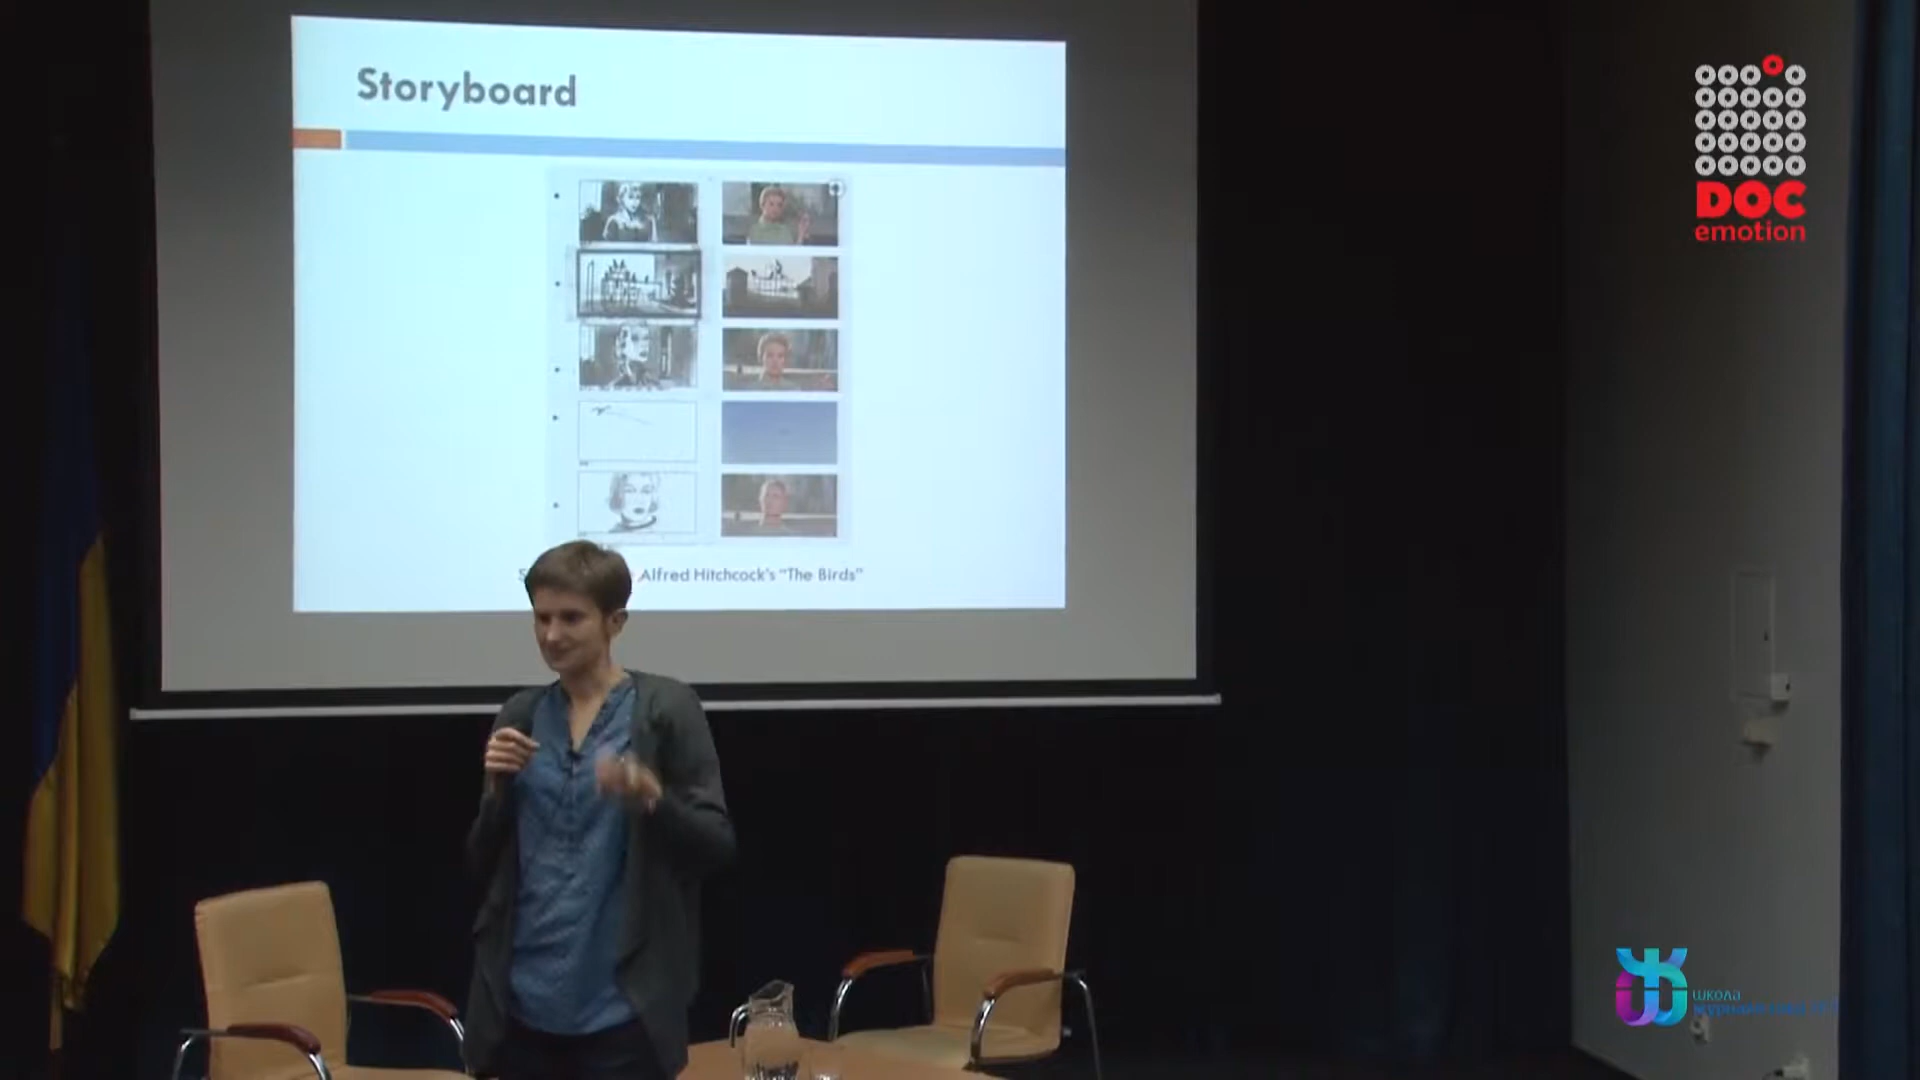 Storyboard
Alfred Hitchcock's “The Birds”
DOC
emotion
школа